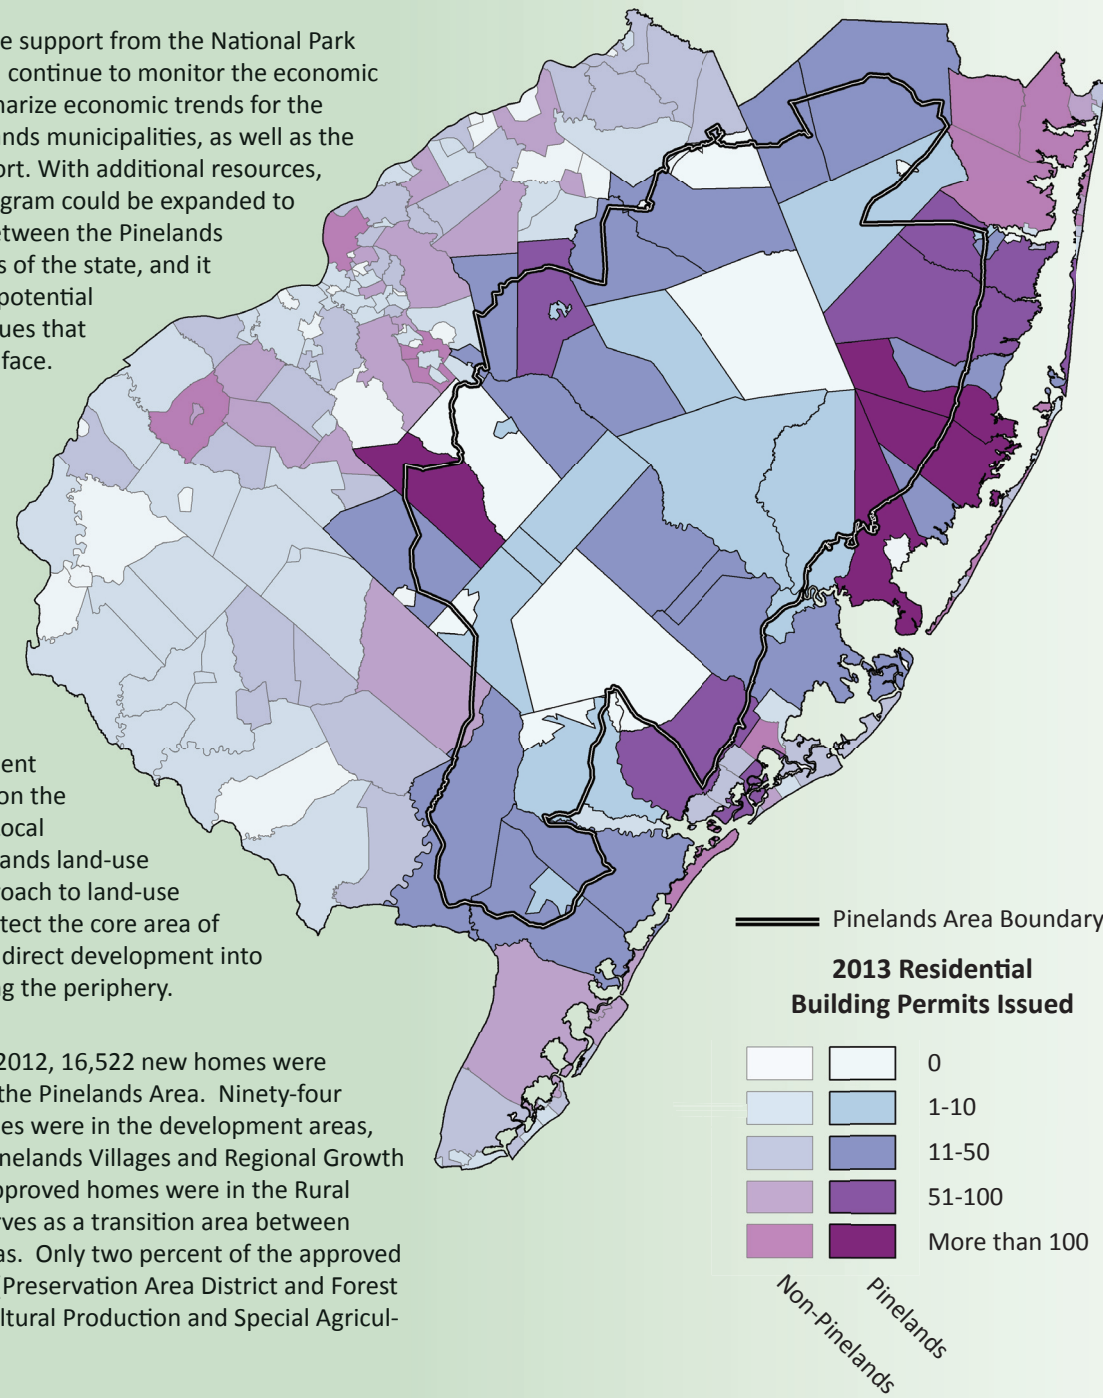 e support from the National Park
continue to monitor the economic
narize economic trends for the
ands municipalities, as well as the
ort. With additional resources,
gram could be expanded to
etween the Pinelands
s of the state, and it
potential
ues that
face.
ent
on the
ocal
ands land-use
roach to land-use
tect the core area of
direct development into
ng the periphery.
2012, 16,522 new homes were
the Pinelands Area. Ninety-four
es were in the development areas,
inelands Villages and Regional Growth
pproved homes were in the Rural
rves as a transition area between
as. Only two percent of the approved
Preservation Area District and Forest
ltural Production and Special Agricul-
Pinelands Area Boundary
2013 Residential
Building Permits Issued
0
1-10
11-50
51-100
More than 100
Non-Pinelands
Pinelands